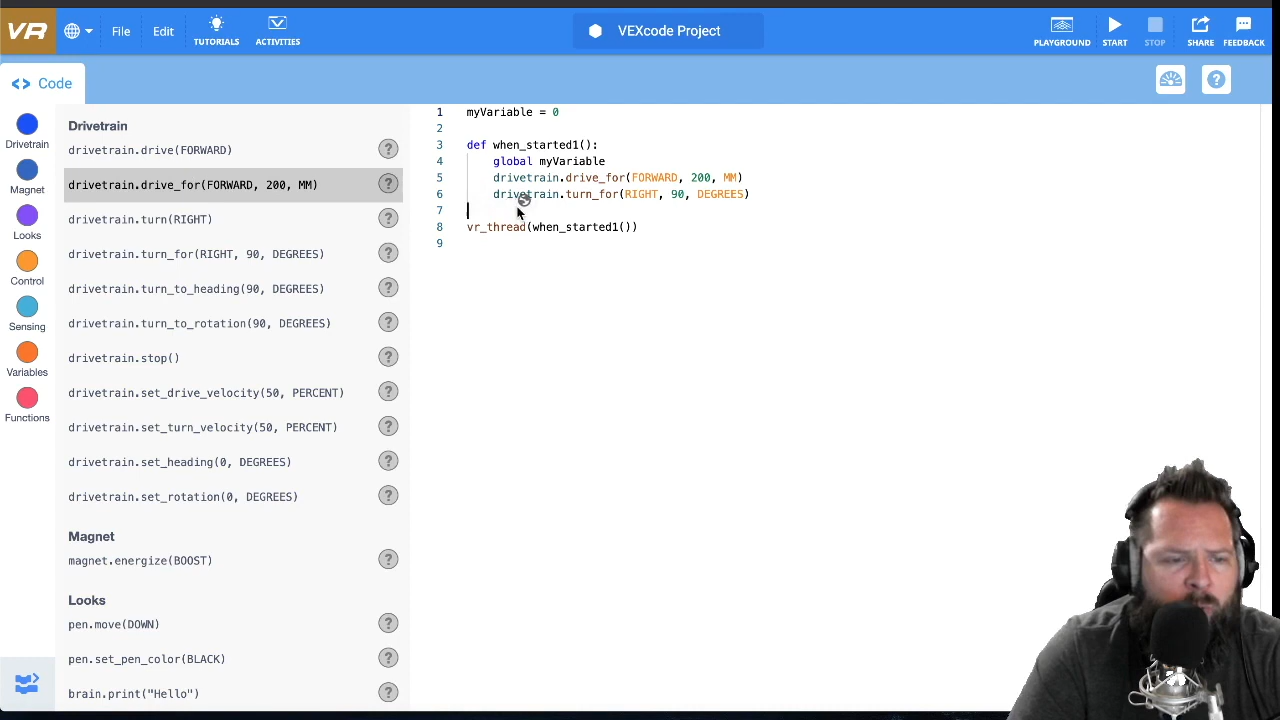 VR
File
Edit
TUTORIALS
ACTIVITIES
VEXcode Project
PLAYGROUND
START
STOP
SHARE
FEEDBACK
<> Code
?
Drivetrain
Magnet
Looks
Control
Sensing
Variables
Functions
Drivetrain
drivetrain.drive(FORWARD) ?
drivetrain.drive_for(FORWARD, 200, MM) ?
drivetrain.turn(RIGHT) ?
drivetrain.turn_for(RIGHT, 90, DEGREES) ?
drivetrain.turn_to_heading(90, DEGREES) ?
drivetrain.turn_to_rotation(90, DEGREES) ?
drivetrain.stop() ?
drivetrain.set_drive_velocity(50, PERCENT) ?
drivetrain.set_turn_velocity(50, PERCENT) ?
drivetrain.set_heading(0, DEGREES) ?
drivetrain.set_rotation(0, DEGREES) ?
Magnet
magnet.energize(BOOST) ?
Looks
pen.move(DOWN) ?
pen.set_pen_color(BLACK) ?
brain.print("Hello") ?
1 myVariable = 0
2
3 def when_started1():
4 global myVariable
5 drivetrain.drive_for(FORWARD, 200, MM)
6 drivetrain.turn_for(RIGHT, 90, DEGREES)
7
8 vr_thread(when_started1())
9